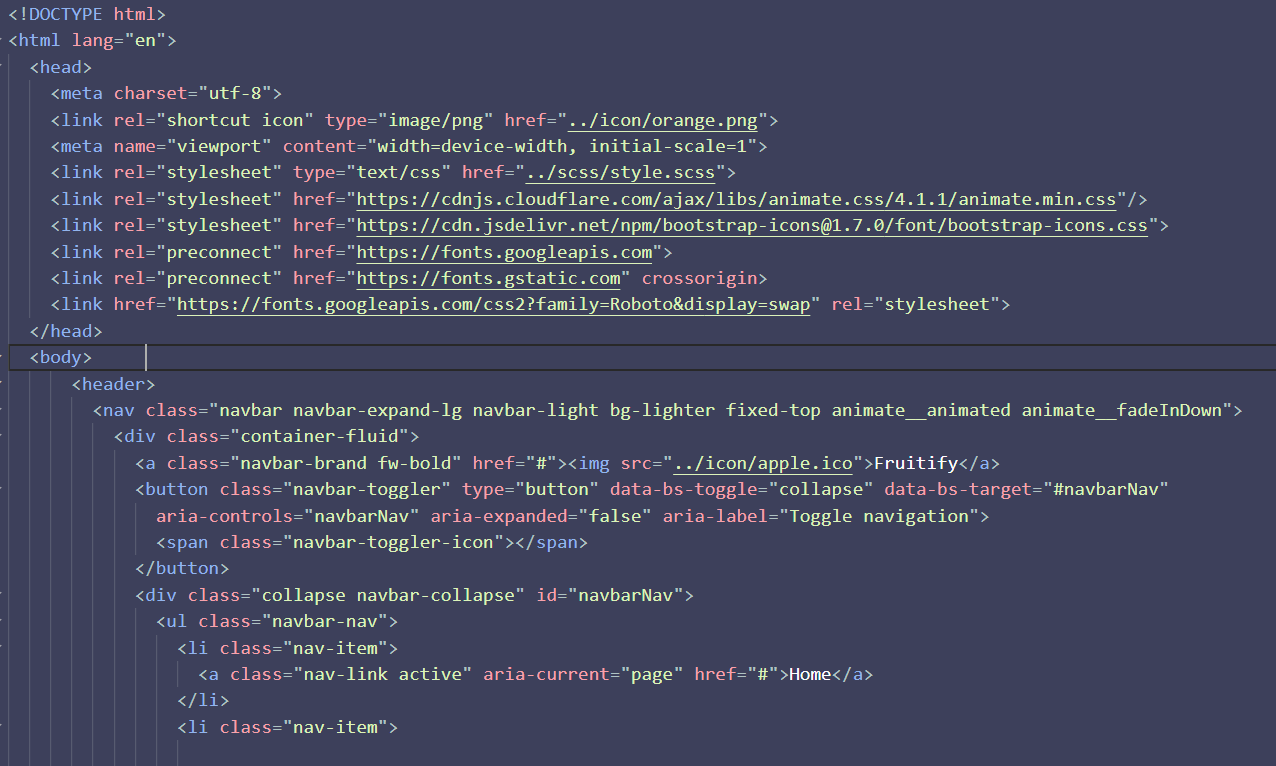 <!DOCTYPE html>
<html lang="en">
<head>
<meta charset="utf-8">
<link rel="shortcut icon" type="image/png" href="../icon/orange.png">
<meta name="viewport" content="width=device-width, initial-scale=1">
<link rel="stylesheet" type="text/css" href="../scss/style.scss">
<link rel="stylesheet" href="https://cdnjs.cloudflare.com/ajax/libs/animate.css/4.1.1/animate.min.css"/>
<link rel="stylesheet" href="https://cdn.jsdelivr.net/npm/bootstrap-icons@1.7.0/font/bootstrap-icons.css">
<link rel="preconnect" href="https://fonts.googleapis.com">
<link rel="preconnect" href="https://fonts.gstatic.com" crossorigin>
<link href="https://fonts.googleapis.com/css2?family=Roboto&display=swap" rel="stylesheet">
</head>
<body>
<header>
<nav class="navbar navbar-expand-lg navbar-light bg-lighter fixed-top animate__animated animate__fadeInDown">
<div class="container-fluid">
<a class="navbar-brand fw-bold" href="#"><img src="../icon/apple.ico">Fruitify</a>
<button class="navbar-toggler" type="button" data-bs-toggle="collapse" data-bs-target="#navbarNav"
aria-controls="navbarNav" aria-expanded="false" aria-label="Toggle navigation">
<span class="navbar-toggler-icon"></span>
</button>
<div class="collapse navbar-collapse" id="navbarNav">
<ul class="navbar-nav">
<li class="nav-item">
<a class="nav-link active" aria-current="page" href="#">Home</a>
</li>
<li class="nav-item">